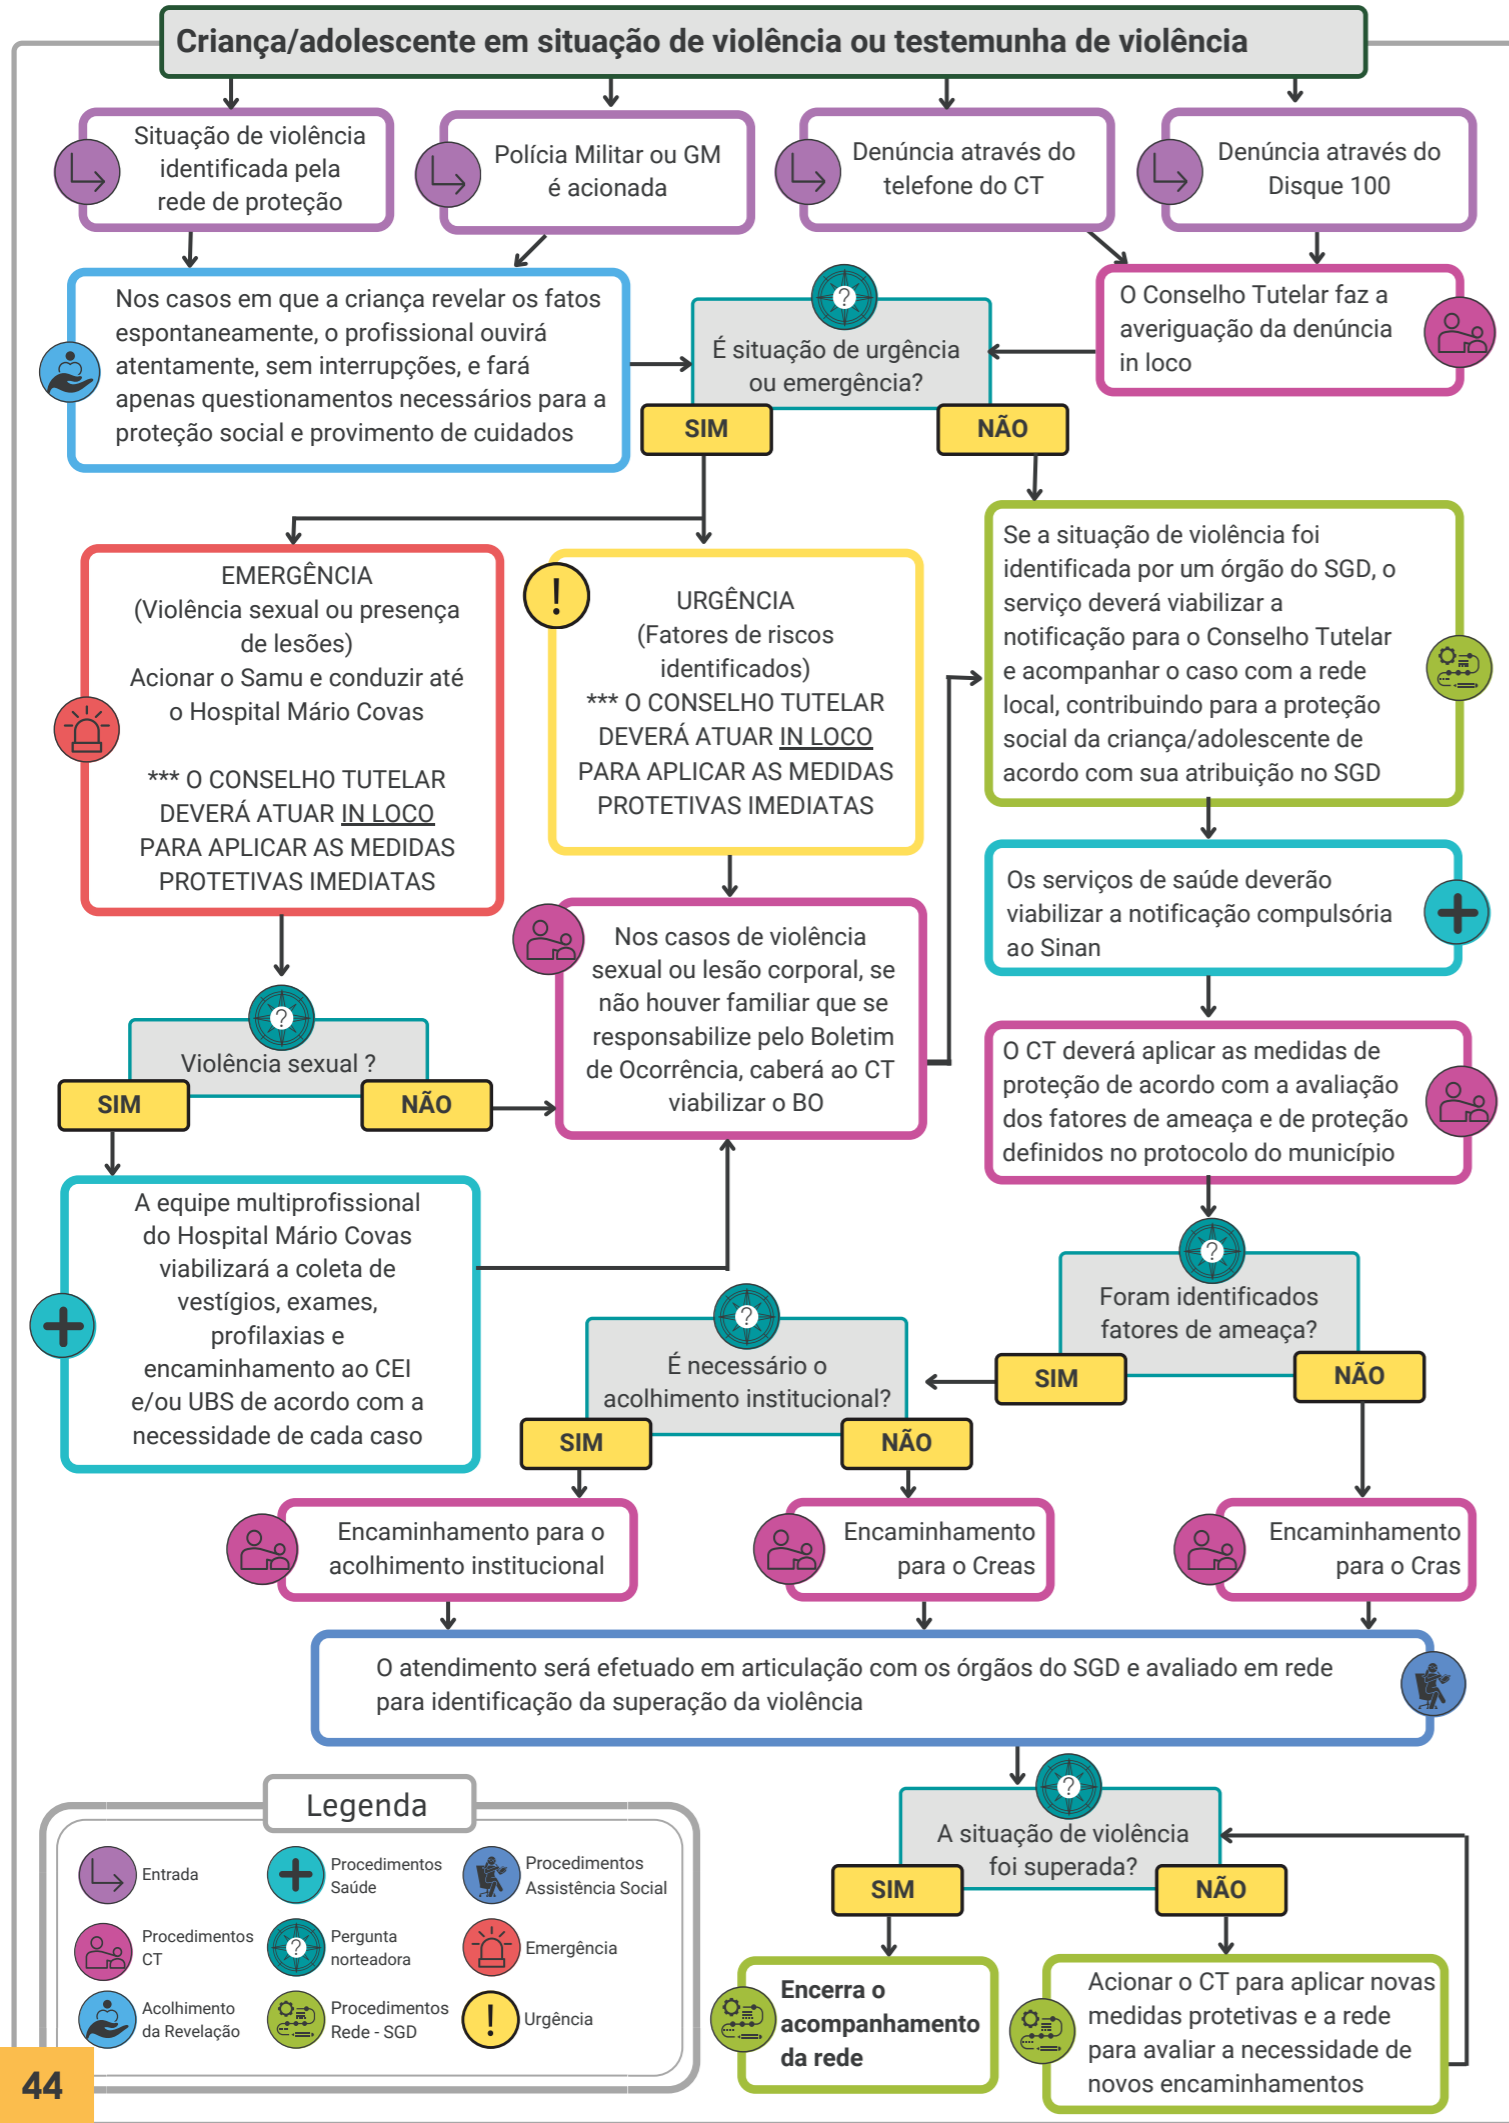 Criança/adolescente em situação de violência ou testemunha de violência
Situação de violência
identificada pela
rede de proteção
Polícia Militar ou GM
é acionada
Denúncia através do
telefone do CT
Denúncia através do
Disque 100
Nos casos em que a criança revelar os fatos
espontaneamente, o profissional ouvirá
atentamente, sem interrupções, e fará
apenas questionamentos necessários para a
proteção social e provimento de cuidados
?
É situação de urgência
ou emergência?
SIM
NÃO
O Conselho Tutelar faz a
averiguação da denúncia
in loco
EMERGÊNCIA
(Violência sexual ou presença
de lesões)
Acionar o Samu e conduzir até
o Hospital Mário Covas
*** O CONSELHO TUTELAR
DEVERÁ ATUAR IN LOCO
PARA APLICAR AS MEDIDAS
PROTETIVAS IMEDIATAS
!
URGÊNCIA
(Fatores de riscos
identificados)
*** O CONSELHO TUTELAR
DEVERÁ ATUAR IN LOCO
PARA APLICAR AS MEDIDAS
PROTETIVAS IMEDIATAS
Se a situação de violência foi
identificada por um órgão do SGD, o
serviço deverá viabilizar a
notificação para o Conselho Tutelar
e acompanhar o caso com a rede
local, contribuindo para a proteção
social da criança/adolescente de
acordo com sua atribuição no SGD
Os serviços de saúde deverão
viabilizar a notificação compulsória
ao Sinan
Nos casos de violência
sexual ou lesão corporal, se
não houver familiar que se
responsabilize pelo Boletim
de Ocorrência, caberá ao CT
viabilizar o BO
?
Violência sexual ?
SIM
NÃO
O CT deverá aplicar as medidas de
proteção de acordo com a avaliação
dos fatores de ameaça e de proteção
definidos no protocolo do município
A equipe multiprofissional
do Hospital Mário Covas
viabilizará a coleta de
vestígios, exames,
profilaxias e
encaminhamento ao CEI
e/ou UBS de acordo com a
necessidade de cada caso
?
Foram identificados
fatores de ameaça?
SIM
NÃO
?
É necessário o
acolhimento institucional?
SIM
NÃO
Encaminhamento para o
acolhimento institucional
Encaminhamento
para o Creas
Encaminhamento
para o Cras
O atendimento será efetuado em articulação com os órgãos do SGD e avaliado em rede
para identificação da superação da violência
?
A situação de violência
foi superada?
SIM
NÃO
Encerra o
acompanhamento
da rede
Acionar o CT para aplicar novas
medidas protetivas e a rede
para avaliar a necessidade de
novos encaminhamentos
Legenda
Entrada
Procedimentos
Saúde
Procedimentos
Assistência Social
Procedimentos
CT
?
Pergunta
norteadora
Emergência
Acolhimento
da Revelação
Procedimentos
Rede - SGD
!
Urgência
44